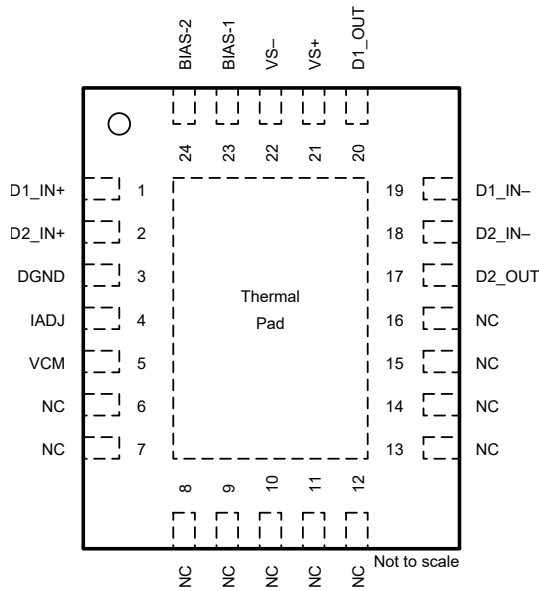 BIAS-2
BIAS-1
VS–
VS+
D1_OUT
24
23
22
21
20
D1_IN+
1
19
D1_IN–
D2_IN+
2
18
D2_IN–
DGND
3
17
D2_OUT
Thermal
Pad
IADJ
4
16
NC
VCM
5
15
NC
NC
6
14
NC
NC
7
13
NC
8
9
10
11
12
NC
NC
NC
NC
NC
Not to scale